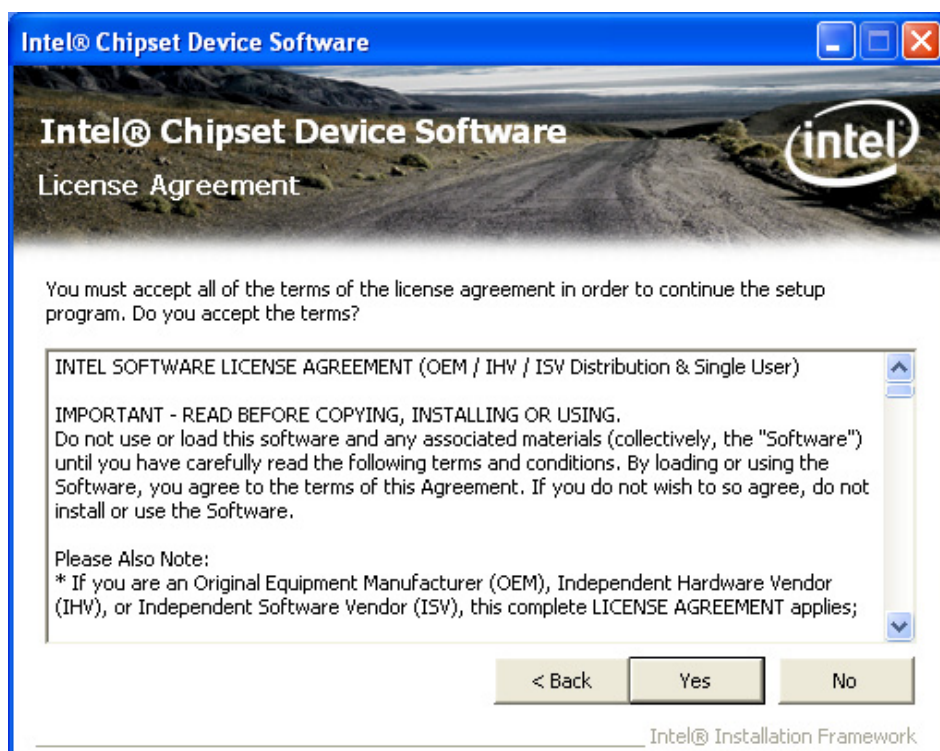 Intel® Chipset Device Software
Intel® Chipset Device Software
intel
License Agreement
You must accept all of the terms of the license agreement in order to continue the setup
program. Do you accept the terms?
INTEL SOFTWARE LICENSE AGREEMENT (OEM / IHV / ISV Distribution & Single User)
IMPORTANT - READ BEFORE COPYING, INSTALLING OR USING.
Do not use or load this software and any associated materials (collectively, the "Software")
until you have carefully read the following terms and conditions. By loading or using the
Software, you agree to the terms of this Agreement. If you do not wish to so agree, do not
install or use the Software.
Please Also Note:
* If you are an Original Equipment Manufacturer (OEM), Independent Hardware Vendor
(IHV), or Independent Software Vendor (ISV), this complete LICENSE AGREEMENT applies;
< Back
Yes
No
Intel® Installation Framework